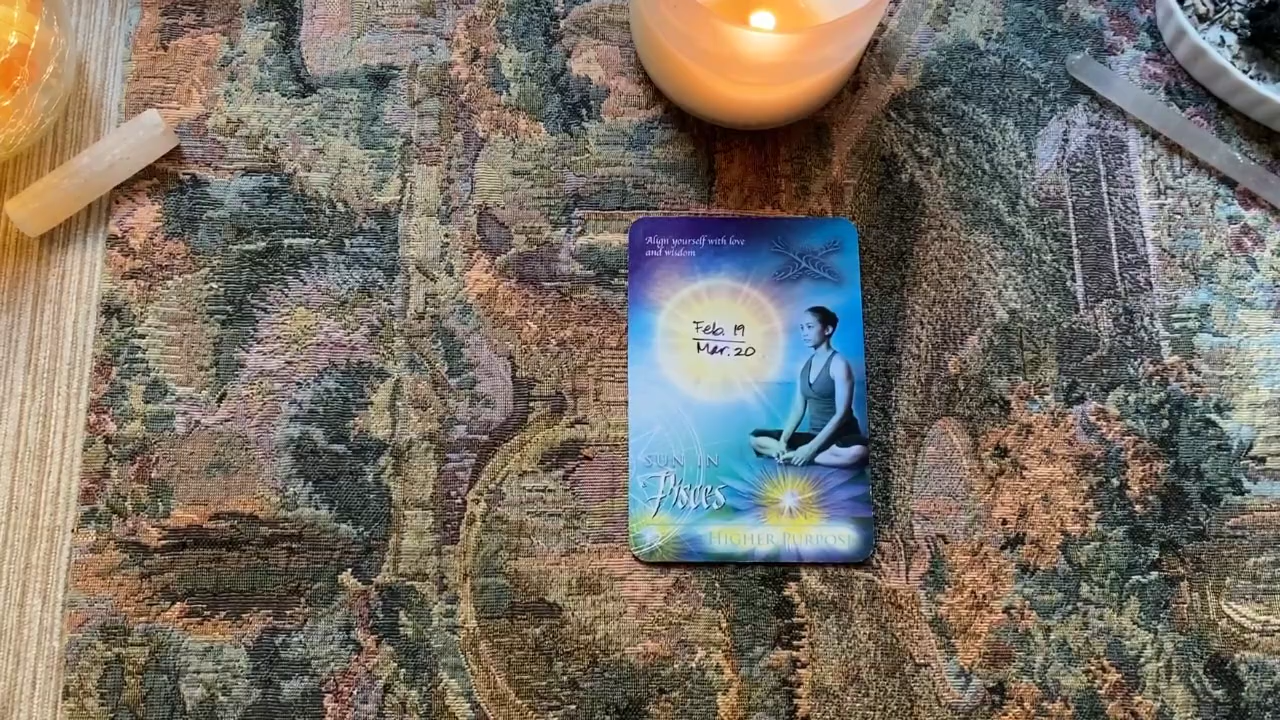 Align yourself with love
and wisdom
Feb. 19
Mar. 20
SUN IN
Pisces
HIGHER PURPOSE